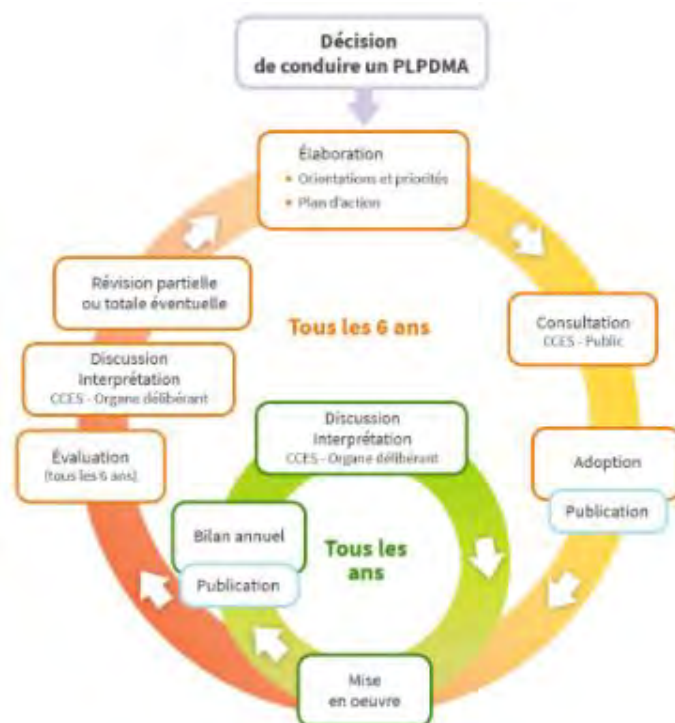 Décision
de conduire un PLPDMA
Élaboration
• Orientations et priorités
• Plan d'action
Consultation
CCES - Public
Adoption
Publication
Mise
en oeuvre
Évaluation
(tous les 6 ans)
Discussion
Interprétation
CCES - Organe délibérant
Révision partielle
ou totale éventuelle
Tous les 6 ans
Discussion
Interprétation
CCES - Organe délibérant
Bilan annuel
Publication
Tous les
ans